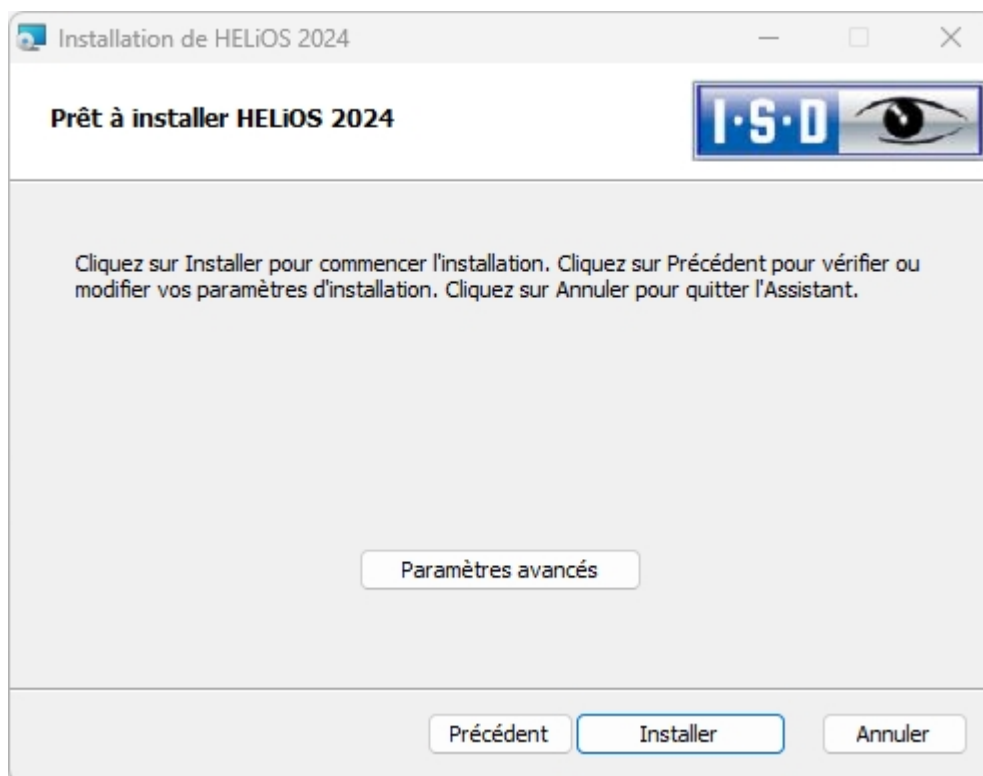 Installation de HELiOS 2024
Prêt à installer HELiOS 2024
I·S·D
Cliquez sur Installer pour commencer l'installation. Cliquez sur Précédent pour vérifier ou
modifier vos paramètres d'installation. Cliquez sur Annuler pour quitter l'Assistant.
Paramètres avancés
Précédent
Installer
Annuler